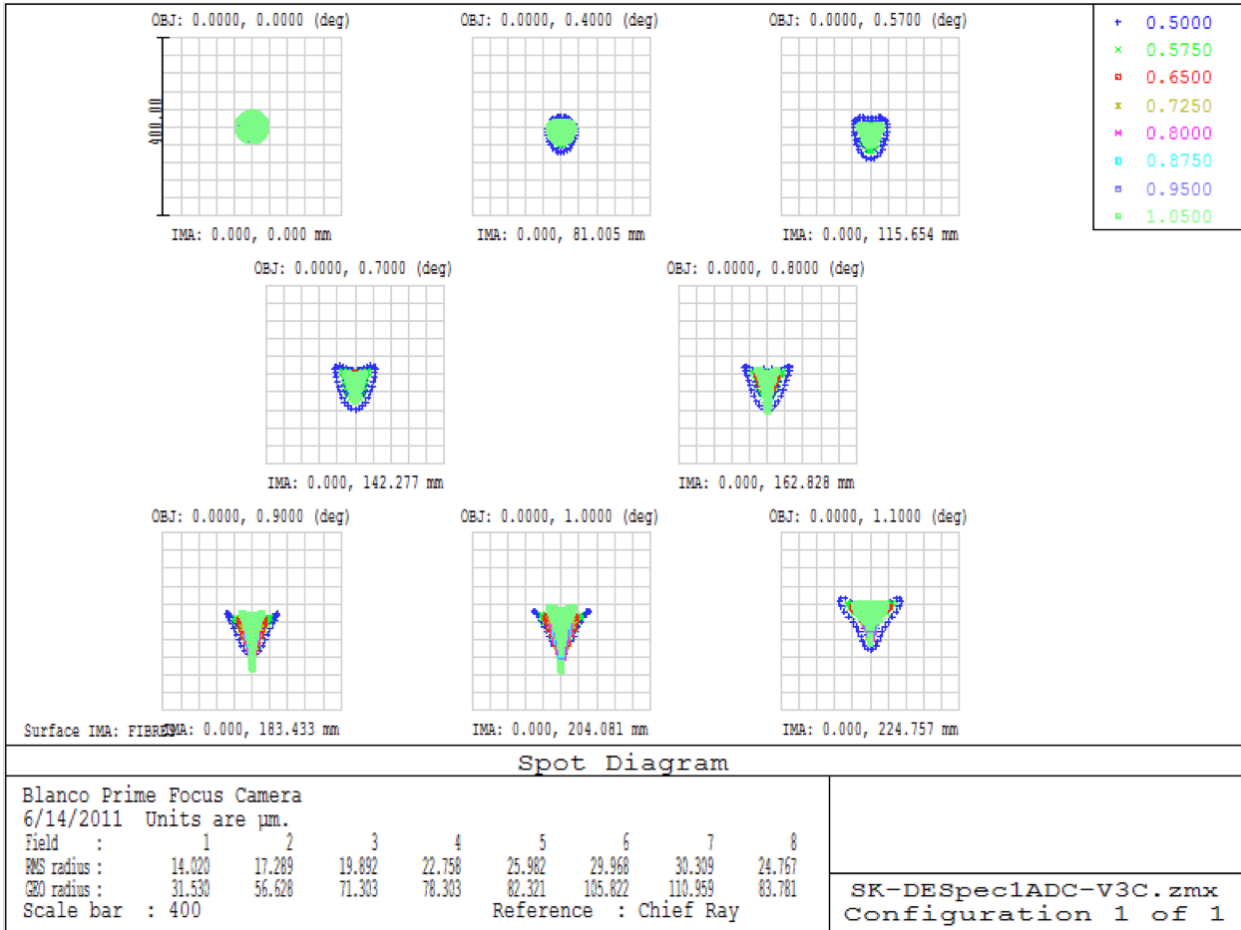 OBJ: 0.0000, 0.0000 (deg) OBJ: 0.0000, 0.4000 (deg) OBJ: 0.0000, 0.5700 (deg)
+ 0.5000
× 0.5750
0.6500
0.7250
0.8000
0.8750
0.9500
1.0500
400.00
IMA: 0.000, 0.000 mm IMA: 0.000, 81.005 mm IMA: 0.000, 115.654 mm
OBJ: 0.0000, 0.7000 (deg) OBJ: 0.0000, 0.8000 (deg)
IMA: 0.000, 142.277 mm IMA: 0.000, 162.828 mm
OBJ: 0.0000, 0.9000 (deg) OBJ: 0.0000, 1.0000 (deg) OBJ: 0.0000, 1.1000 (deg)
Surface IMA: IMA: 0.000, 183.433 mm IMA: 0.000, 204.081 mm IMA: 0.000, 224.757 mm
Spot Diagram
Blanco Prime Focus Camera
6/14/2011 Units are µm.
Field : 1 2 3 4 5 6 7 8
RMS radius : 14.020 17.289 19.892 22.758 25.982 29.968 30.309 24.767
GEO radius : 31.530 56.628 71.303 78.303 82.321 105.822 110.959 83.781
Scale bar : 400 Reference : Chief Ray
SK-DESpec1ADC-V3C.zmx
Configuration 1 of 1